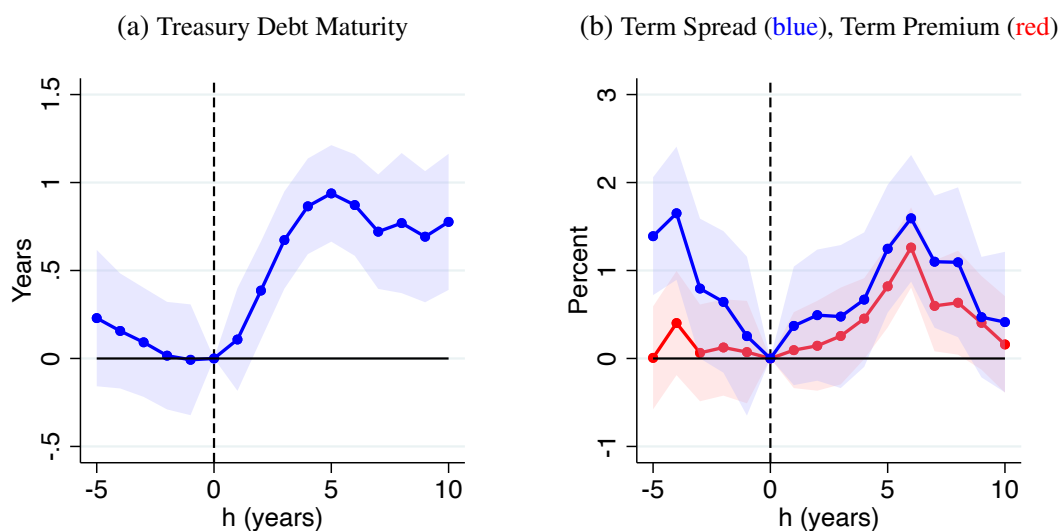 (a) Treasury Debt Maturity
1.5
1
.5
0
-.5
Years
-5 0 5 10
h (years)
(b) Term Spread (blue), Term Premium (red)
3
2
1
0
-1
Percent
-5 0 5 10
h (years)